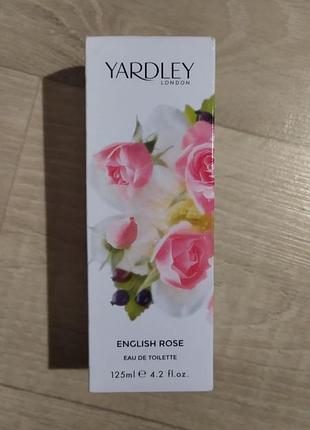 YARDLEY
LONDON
ENGLISH ROSE
EAU DE TOILETTE
125ml ℮ 4.2 fl.oz.